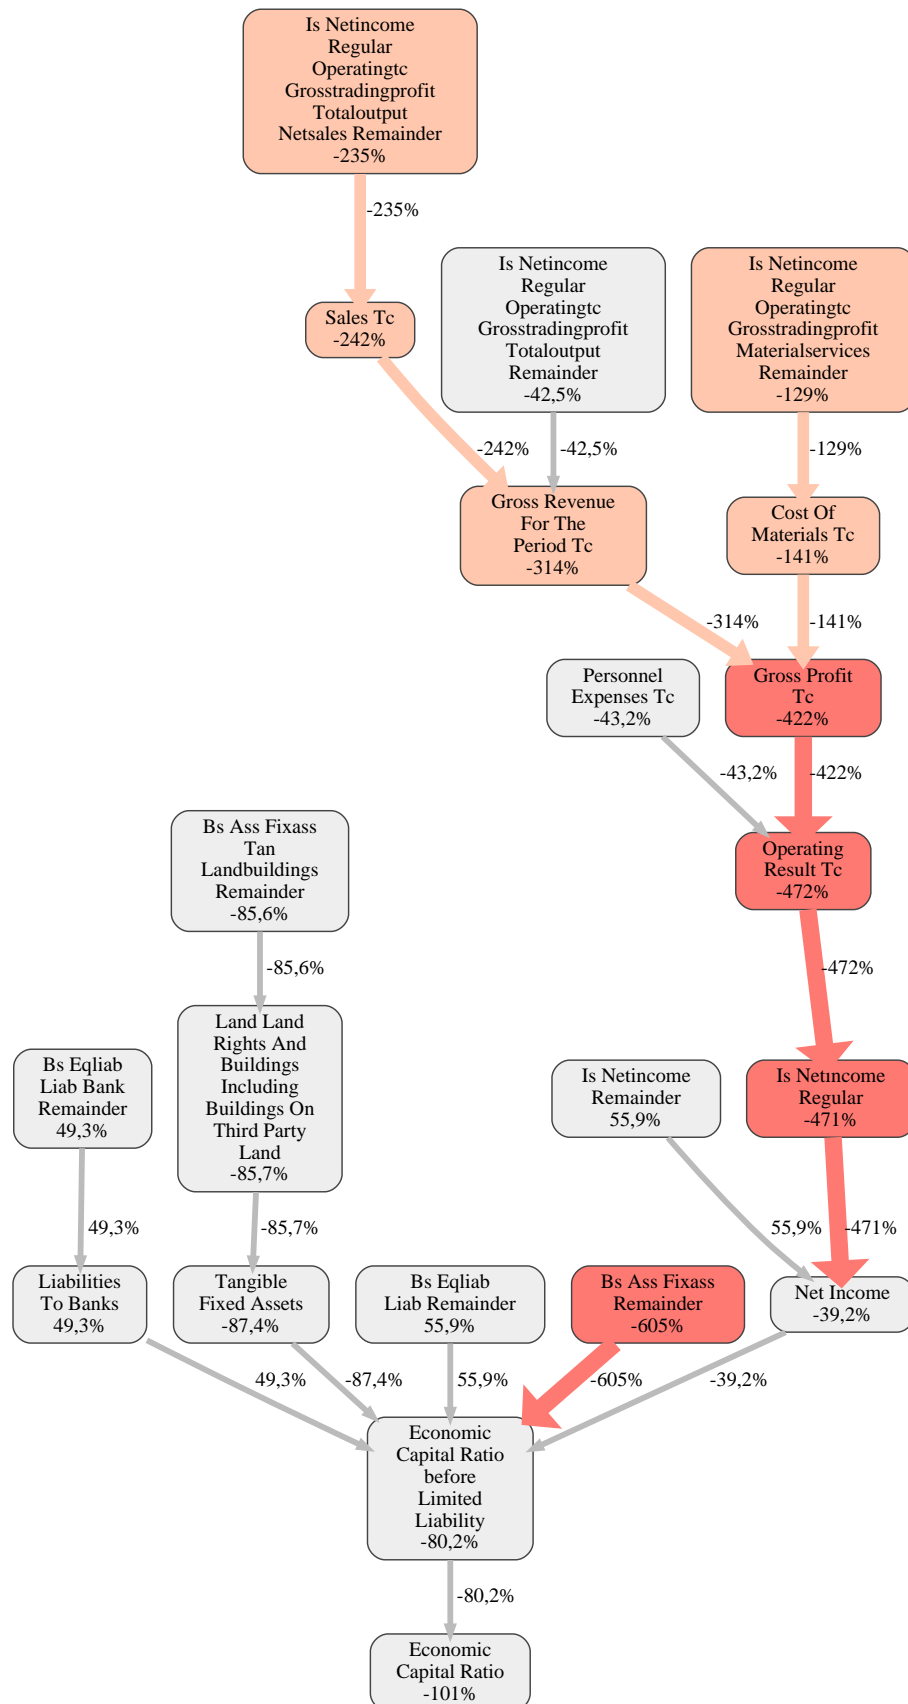 Is Netincome
Regular
Operatingtc
Grosstradingprofit
Totaloutput
Netsales Remainder
-235%
-235%
Is Netincome
Regular
Operatingtc
Grosstradingprofit
Totaloutput
Remainder
-42,5%
Is Netincome
Regular
Operatingtc
Grosstradingprofit
Materialservices
Remainder
-129%
Sales Tc
-242%
-242%
-42,5%
-129%
Gross Revenue
For The
Period Tc
-314%
Cost Of
Materials Tc
-141%
-314%
-141%
Personnel
Expenses Tc
-43,2%
Gross Profit
Tc
-422%
-43,2%
-422%
Bs Ass Fixass
Tan
Landbuildings
Remainder
-85,6%
Operating
Result Tc
-472%
-85,6%
-472%
Land Land
Rights And
Buildings
Including
Buildings On
Third Party
Land
-85,7%
Bs Eqliab
Liab Bank
Remainder
49,3%
Is Netincome
Remainder
55,9%
Is Netincome
Regular
-471%
49,3%
-85,7%
55,9%
-471%
Liabilities
To Banks
49,3%
Tangible
Fixed Assets
-87,4%
Bs Eqliab
Liab Remainder
55,9%
Bs Ass Fixass
Remainder
-605%
Net Income
-39,2%
49,3%
-87,4%
55,9%
-605%
-39,2%
Economic
Capital Ratio
before
Limited
Liability
-80,2%
-80,2%
Economic
Capital Ratio
-101%